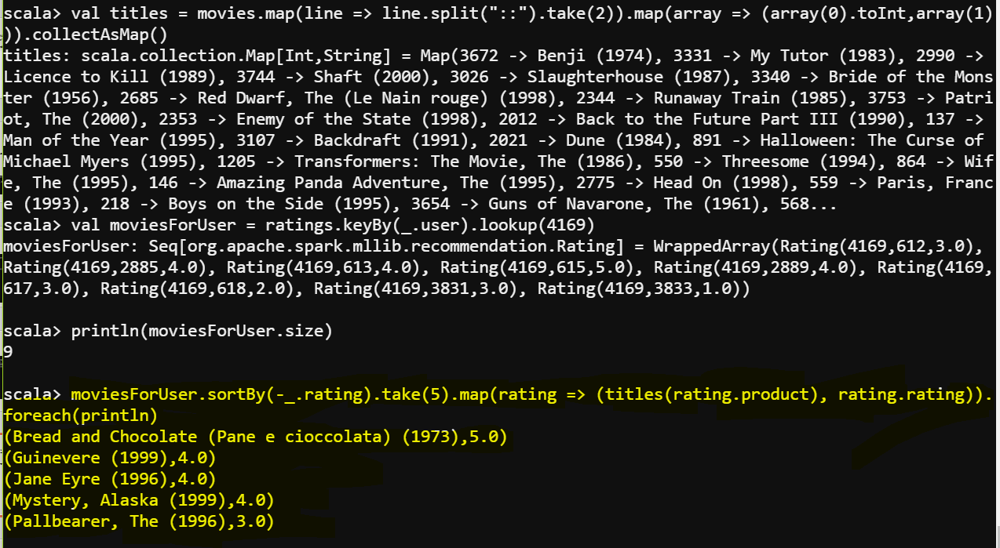 scala> val titles = movies.map(line => line.split("::").take(2)).map(array => (array(0).toInt,array(1)
)).collectAsMap()
titles: scala.collection.Map[Int,String] = Map(3672 -> Benji (1974), 3331 -> My Tutor (1983), 2990 ->
Licence to Kill (1989), 3744 -> Shaft (2000), 3026 -> Slaughterhouse (1987), 3340 -> Bride of the Mons
ter (1956), 2685 -> Red Dwarf, The (Le Nain rouge) (1998), 2344 -> Runaway Train (1985), 3753 -> Patri
ot, The (2000), 2353 -> Enemy of the State (1998), 2012 -> Back to the Future Part III (1990), 137 ->
Man of the Year (1995), 3107 -> Backdraft (1991), 2021 -> Dune (1984), 891 -> Halloween: The Curse of
Michael Myers (1995), 1205 -> Transformers: The Movie, The (1986), 550 -> Threesome (1994), 864 -> Wif
e, The (1995), 146 -> Amazing Panda Adventure, The (1995), 2775 -> Head On (1998), 559 -> Paris, Franc
e (1993), 218 -> Boys on the Side (1995), 3654 -> Guns of Navarone, The (1961), 568...
scala> val moviesForUser = ratings.keyBy(_.user).lookup(4169)
moviesForUser: Seq[org.apache.spark.mllib.recommendation.Rating] = WrappedArray(Rating(4169,612,3.0),
Rating(4169,2885,4.0), Rating(4169,613,4.0), Rating(4169,615,5.0), Rating(4169,2889,4.0), Rating(4169,
617,3.0), Rating(4169,618,2.0), Rating(4169,3831,3.0), Rating(4169,3833,1.0))
scala> println(moviesForUser.size)
9
scala> moviesForUser.sortBy(-_.rating).take(5).map(rating => (titles(rating.product), rating.rating)).
foreach(println)
(Bread and Chocolate (Pane e cioccolata) (1973),5.0)
(Guinevere (1999),4.0)
(Jane Eyre (1996),4.0)
(Mystery, Alaska (1999),4.0)
(Pallbearer, The (1996),3.0)